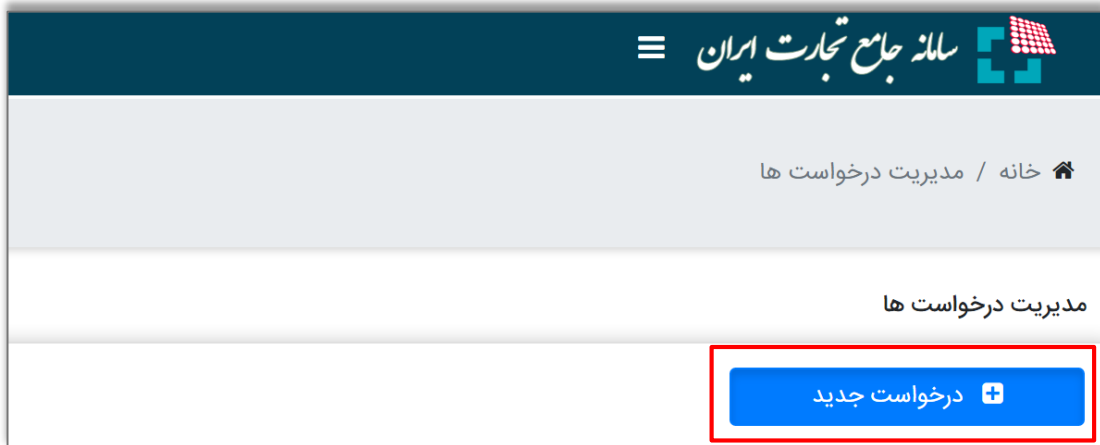 سامانه جامع تجارت ایران
خانه / مدیریت درخواست ها
مدیریت درخواست ها
درخواست جدید